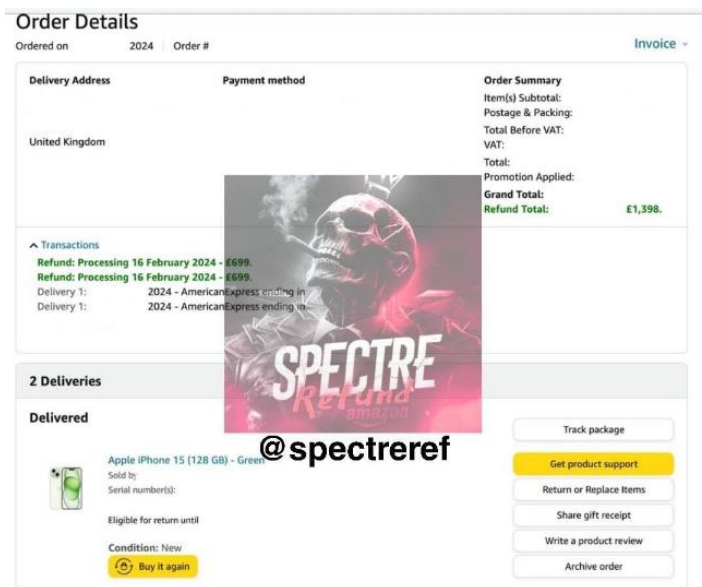 Order Details
Ordered on 2024 Order #
Invoice
Delivery Address
Payment method
Order Summary
Item(s) Subtotal:
Postage & Packing:
Total Before VAT:
VAT:
Total:
Promotion Applied:
Grand Total:
Refund Total: £1,398.
United Kingdom
Transactions
Refund: Processing 16 February 2024 - £699.
Refund: Processing 16 February 2024 - £699.
Delivery 1: 2024 - AmericanExpress ending in
Delivery 1: 2024 - AmericanExpress ending in
SPECTRE
Refund
amazon
@spectreref
2 Deliveries
Delivered
Apple iPhone 15 (128 GB) - Green
Sold by
Serial number(s):
Eligible for return until
Condition: New
Buy it again
Track package
Get product support
Return or Replace Items
Share gift receipt
Write a product review
Archive order